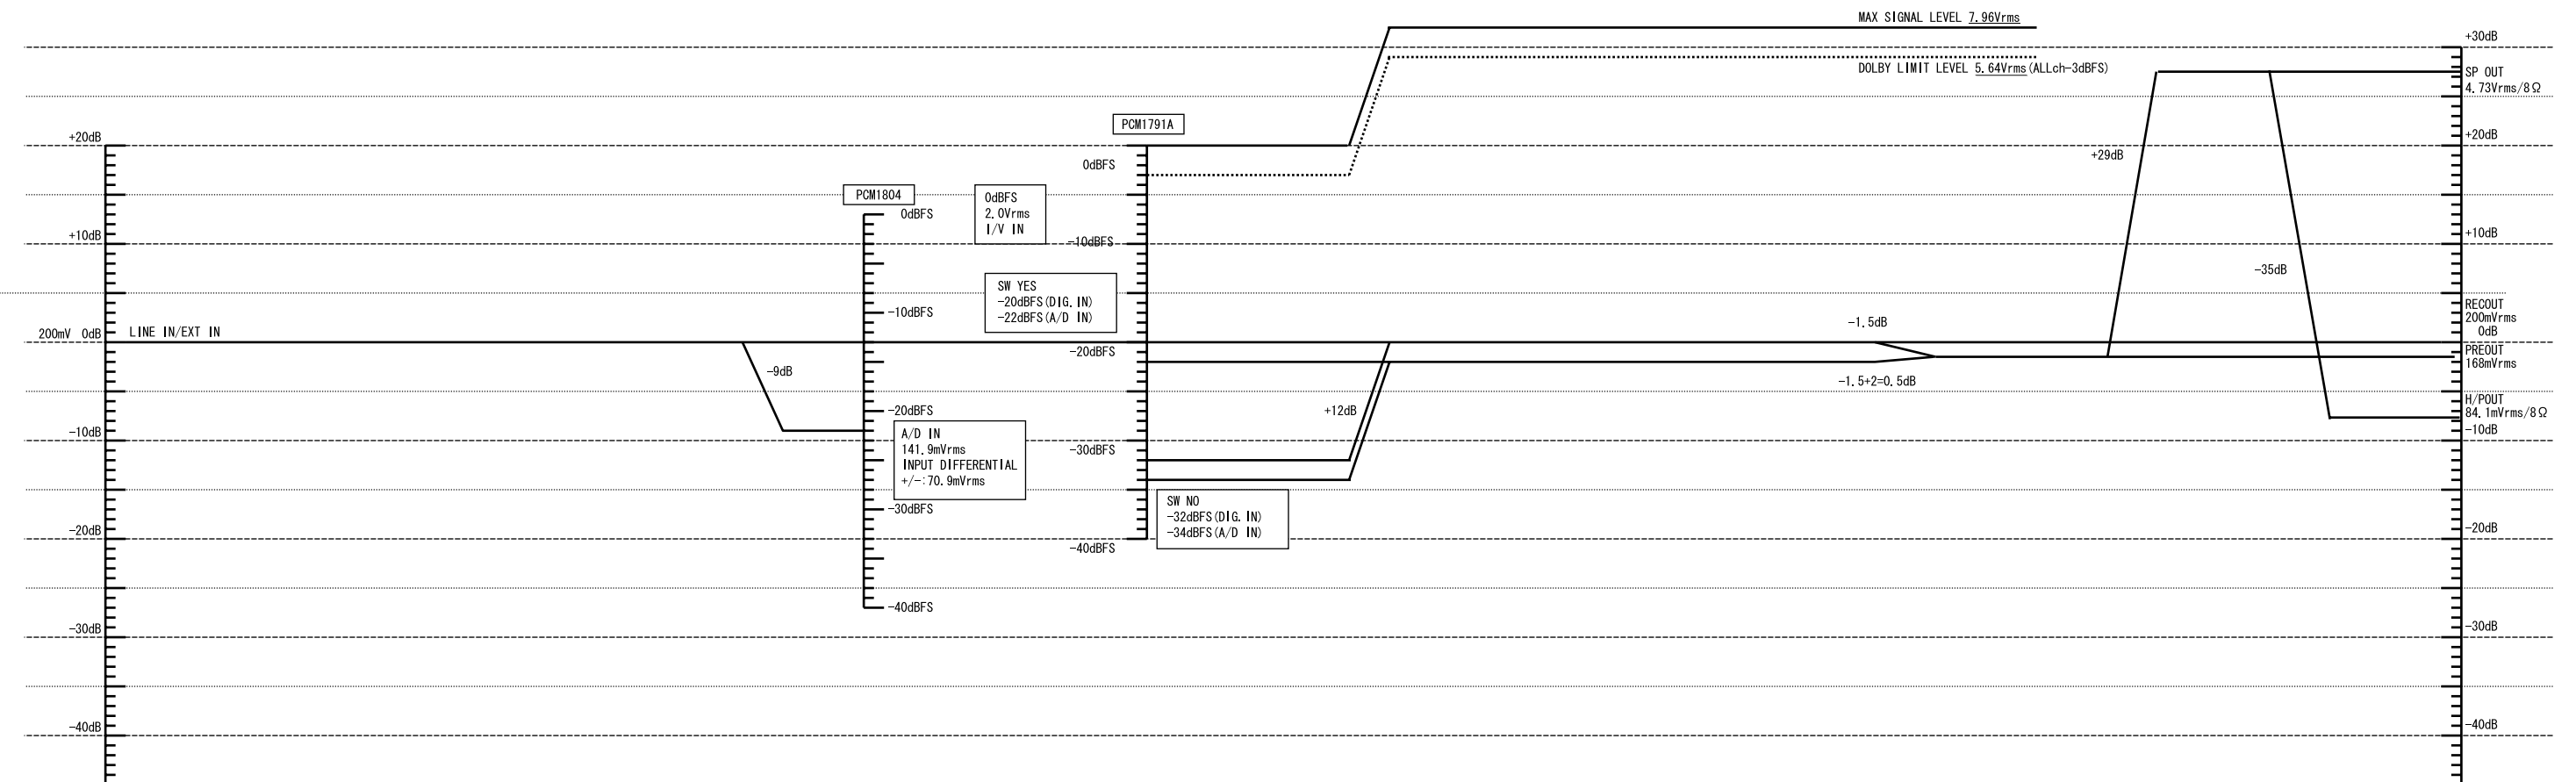 MAX SIGNAL LEVEL 7.96Vrms
+30dB
DOLBY LIMIT LEVEL 5.64Vrms(ALLch-3dBFS)
SP OUT
4.73Vrms/8Ω
PCM1791A
+20dB
+20dB
+29dB
0dBFS
PCM1804
0dBFS
2.0Vrms
I/V IN
0dBFS
+10dB
-10dBFS
+10dB
-35dB
SW YES
-20dBFS(DIG.IN)
-22dBFS(A/D IN)
-10dBFS
RECOUT
200mVrms
0dB
200mV 0dB
LINE IN/EXT IN
-1.5dB
-20dBFS
PREOUT
168mVrms
-9dB
-1.5+2=0.5dB
+12dB
-20dBFS
H/POUT
84.1mVrms/8Ω
-10dB
-10dB
A/D IN
141.9mVrms
INPUT DIFFERENTIAL
+/-:70.9mVrms
-30dBFS
-30dBFS
SW NO
-32dBFS(DIG.IN)
-34dBFS(A/D IN)
-20dB
-20dB
-40dBFS
-40dBFS
-30dB
-30dB
-40dB
-40dB